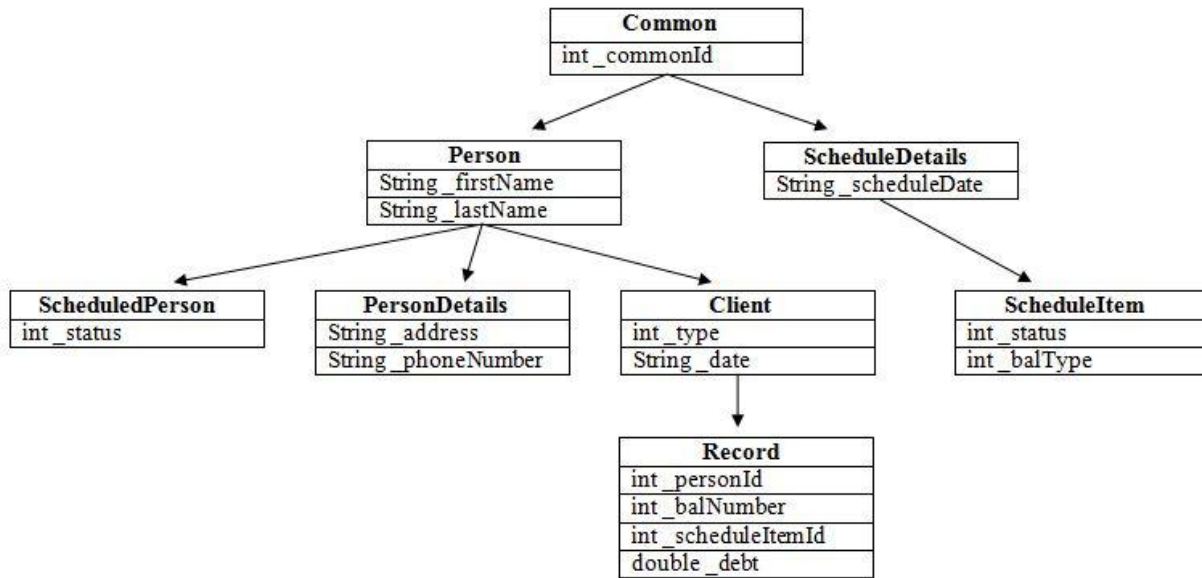 Common
int _commonId
Person
String _firstName
String _lastName
ScheduleDetails
String _scheduleDate
ScheduledPerson
int _status
PersonDetails
String _address
String _phoneNumber
Client
int _type
String _date
ScheduleItem
int _status
int _balType
Record
int _personId
int _balNumber
int _scheduleItemId
double _debt